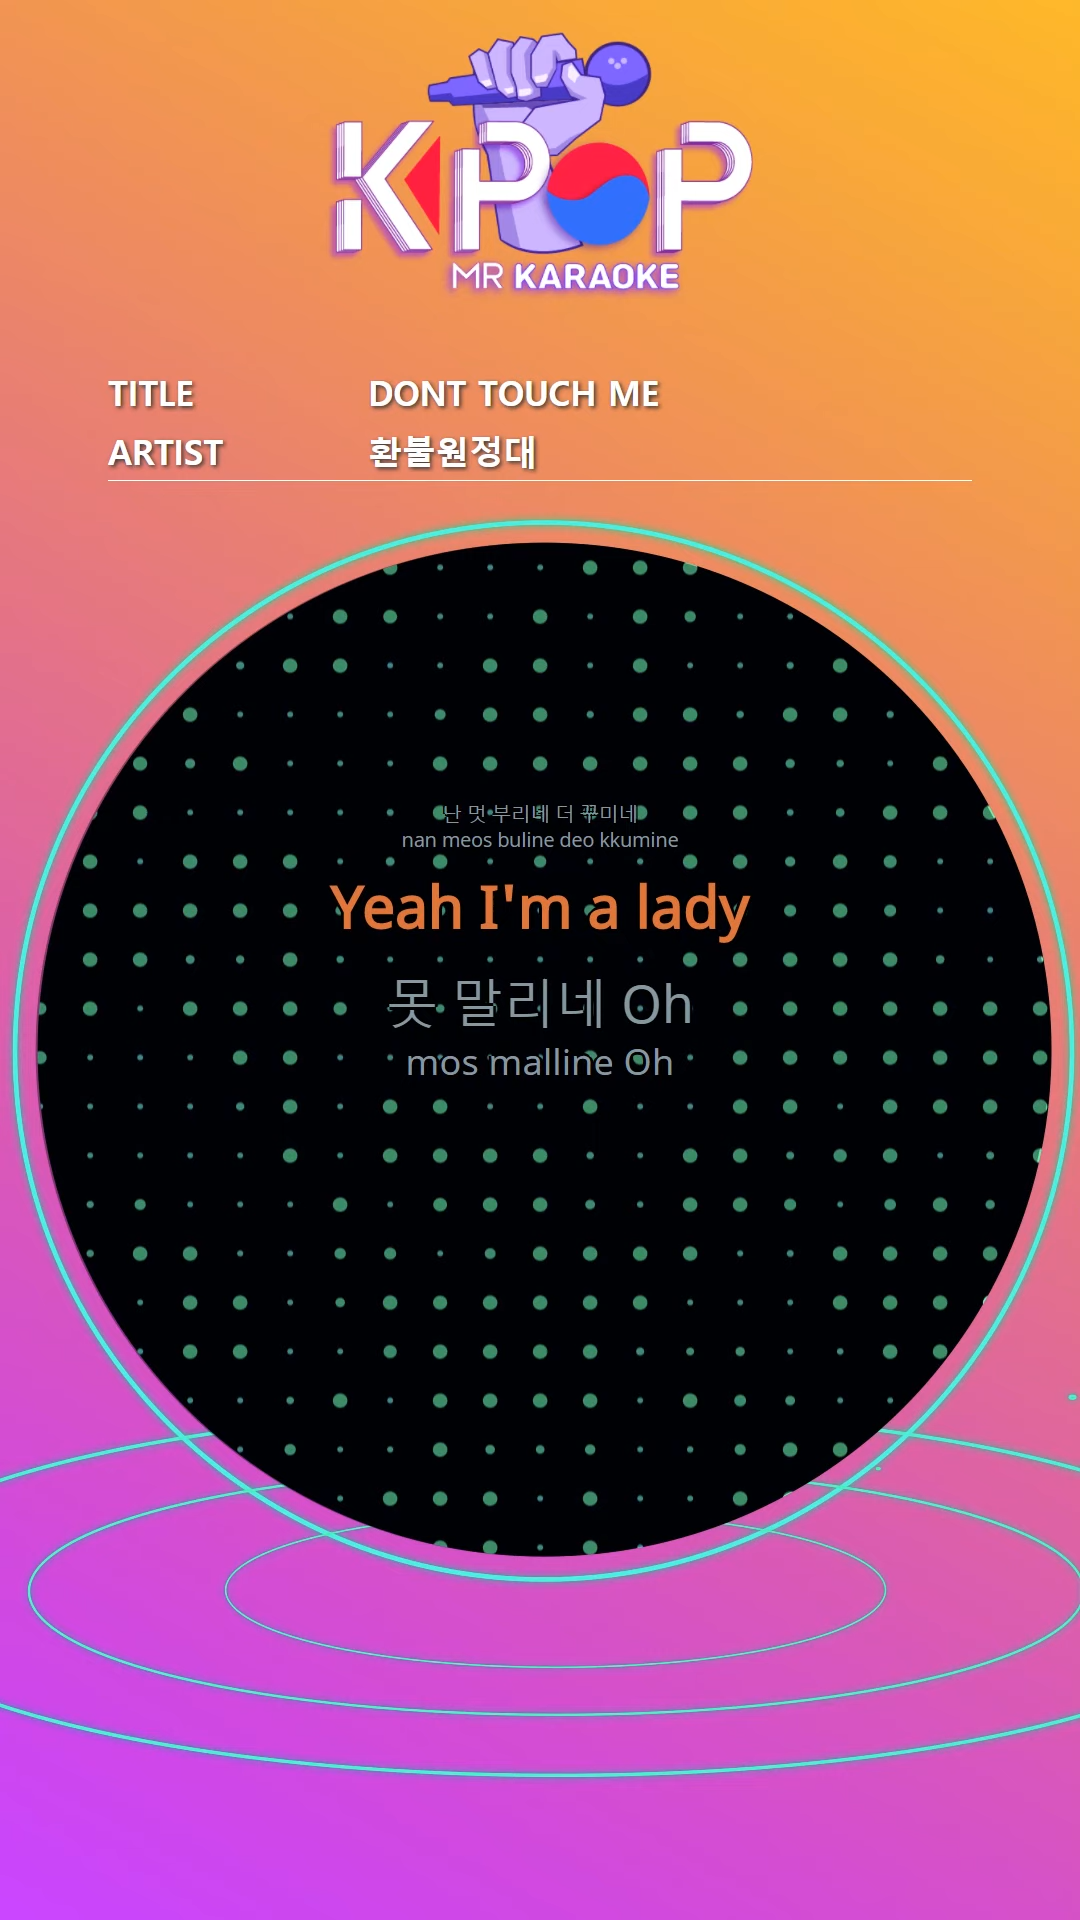 KPOP
MR KARAOKE
TITLE DONT TOUCH ME
ARTIST 환불원정대
난 멋 부리네 더 꾸미네
nan meos buline deo kkumine
Yeah I'm a lady
못 말리네 Oh
mos malline Oh